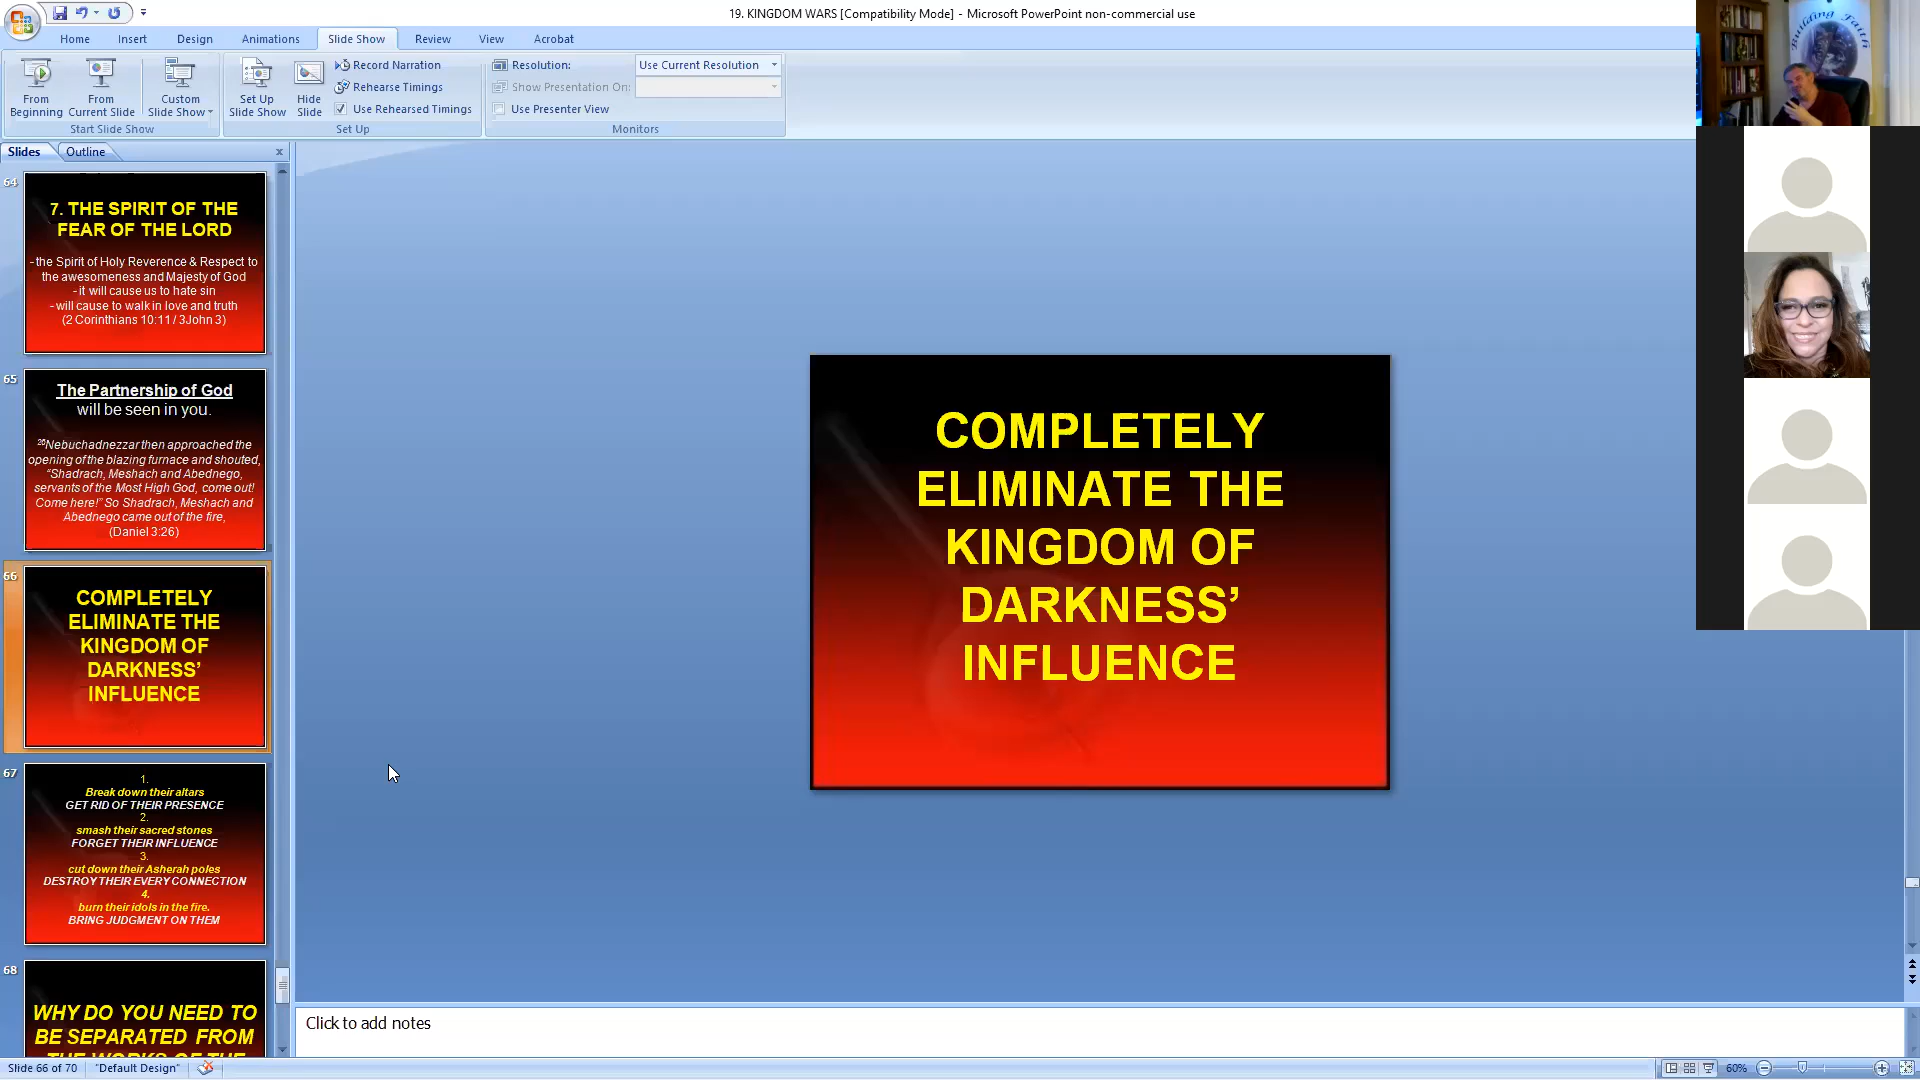 19. KINGDOM WARS [Compatibility Mode] - Microsoft PowerPoint non-commercial use
Home Insert Design Animations Slide Show Review View Acrobat
From Beginning
From Current Slide
Custom Slide Show
Start Slide Show
Set Up Slide Show
Hide Slide
Record Narration
Rehearse Timings
Use Rehearsed Timings
Set Up
Resolution: Use Current Resolution
Show Presentation On:
Use Presenter View
Monitors
Building Faith
Slides Outline x
64
7. THE SPIRIT OF THE
FEAR OF THE LORD
- the Spirit of Holy Reverence & Respect to
the awesomeness and Majesty of God
- it will cause us to hate sin
- will cause to walk in love and truth
(2 Corinthians 10:11 / 3John 3)
65
The Partnership of God
will be seen in you.
26Nebuchadnezzar then approached the
opening of the blazing furnace and shouted,
“Shadrach, Meshach and Abednego,
servants of the Most High God, come out!
Come here!” So Shadrach, Meshach and
Abednego came out of the fire,
(Daniel 3:26)
66
COMPLETELY
ELIMINATE THE
KINGDOM OF
DARKNESS’
INFLUENCE
67
1.
Break down their altars
GET RID OF THEIR PRESENCE
2.
smash their sacred stones
FORGET THEIR INFLUENCE
3.
cut down their Asherah poles
DESTROY THEIR EVERY CONNECTION
4.
burn their idols in the fire.
BRING JUDGMENT ON THEM
68
WHY DO YOU NEED TO
BE SEPARATED FROM
THE WORKS OF THE
COMPLETELY
ELIMINATE THE
KINGDOM OF
DARKNESS’
INFLUENCE
Click to add notes
Slide 66 of 70 "Default Design" 60%